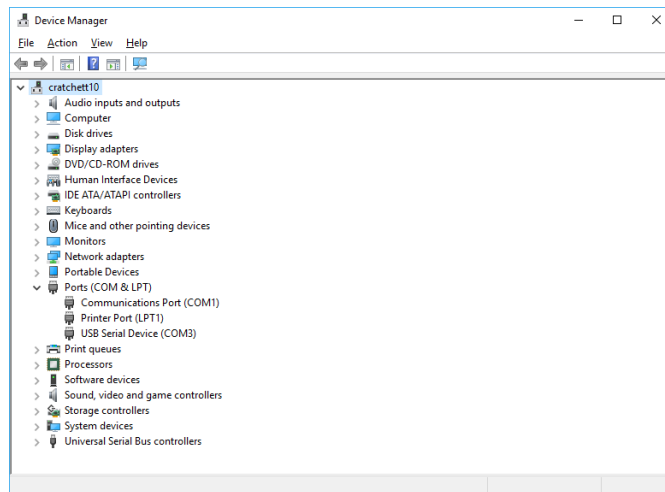 Device Manager
File Action View Help
cratchett10
Audio inputs and outputs
Computer
Disk drives
Display adapters
DVD/CD-ROM drives
Human Interface Devices
IDE ATA/ATAPI controllers
Keyboards
Mice and other pointing devices
Monitors
Network adapters
Portable Devices
Ports (COM & LPT)
Communications Port (COM1)
Printer Port (LPT1)
USB Serial Device (COM3)
Print queues
Processors
Software devices
Sound, video and game controllers
Storage controllers
System devices
Universal Serial Bus controllers